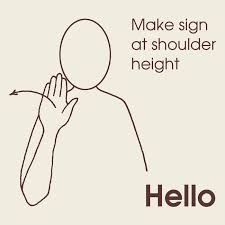 Make sign
at shoulder
height
Hello